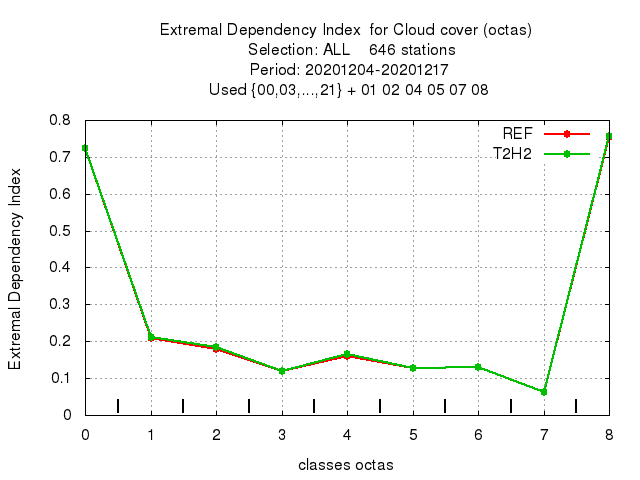 Extremal Dependency Index  for Cloud cover (octas)
Selection: ALL    646 stations
Period: 20201204-20201217
Used {00,03,...,21} + 01 02 04 05 07 08
REF
T2H2
0.8
0.7
0.6
0.5
0.4
0.3
0.2
0.1
0
Extremal Dependency Index
0 1 2 3 4 5 6 7 8
classes octas